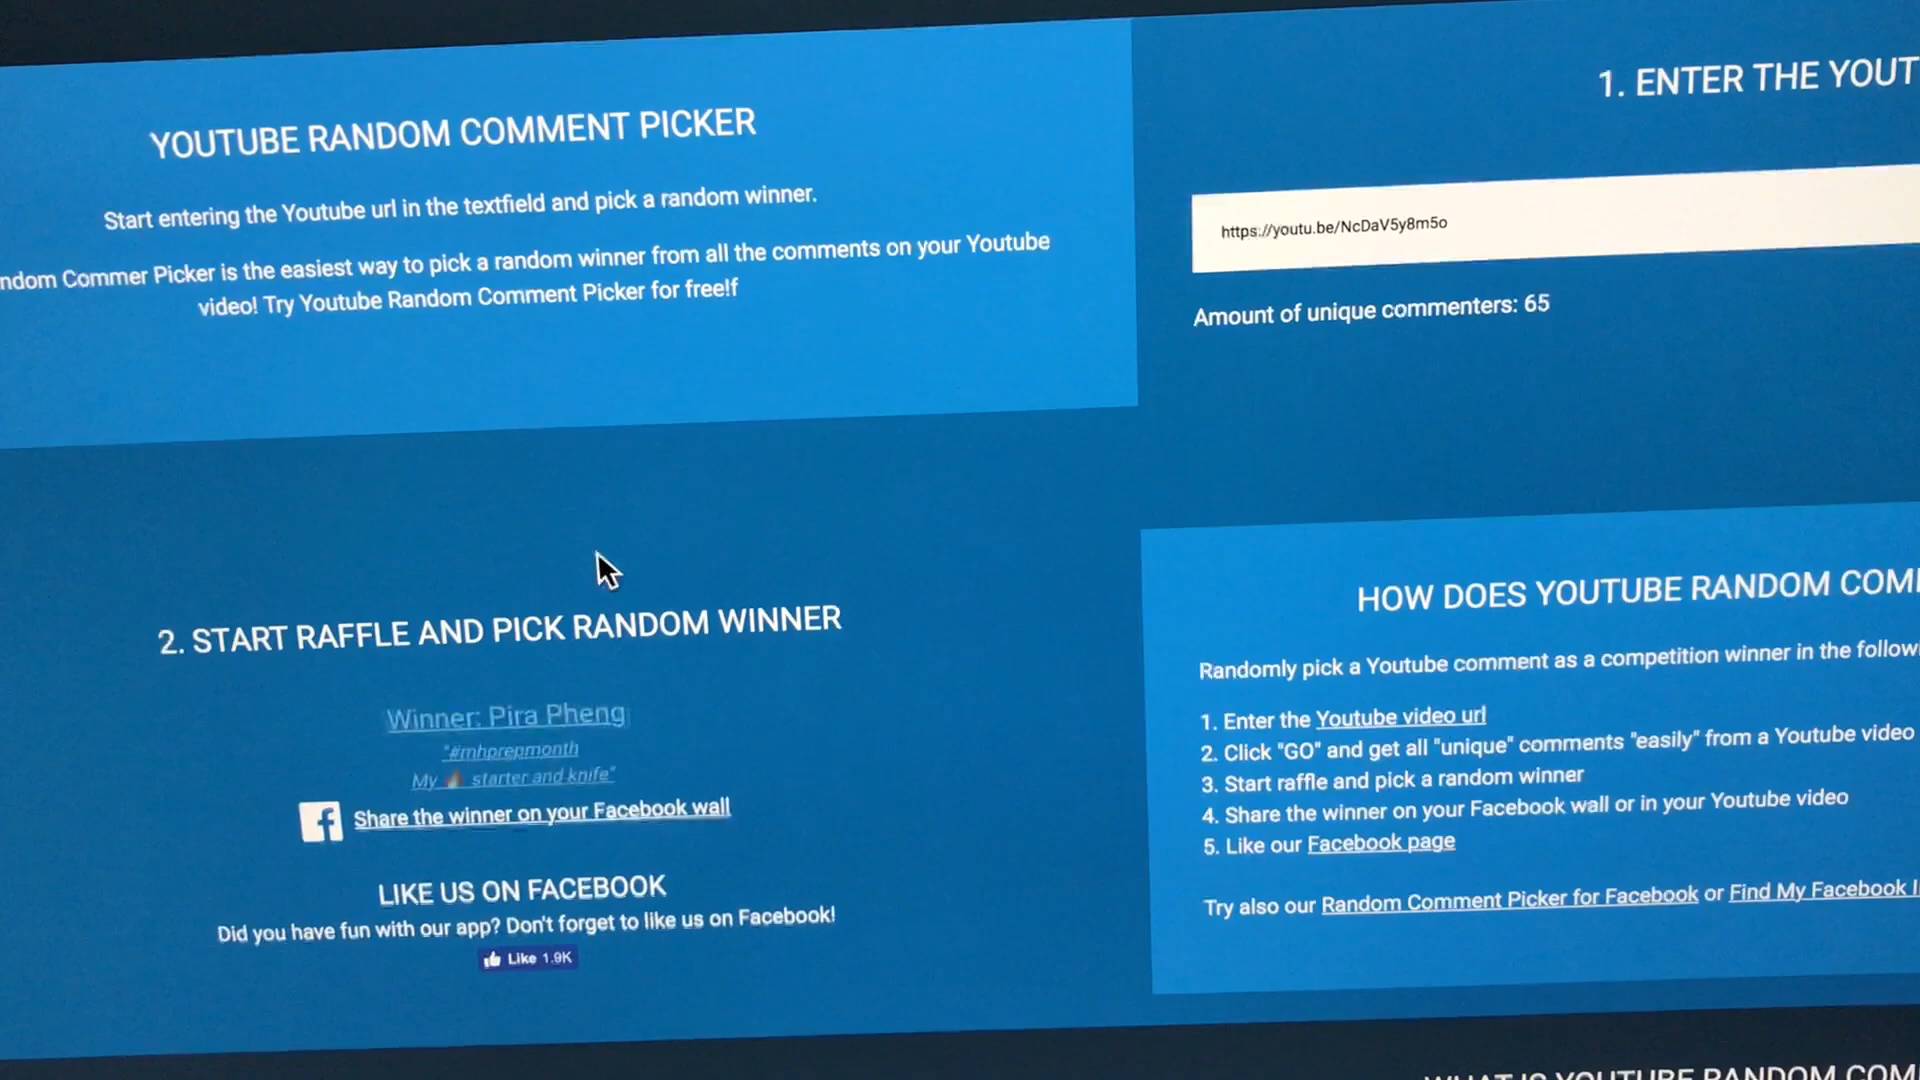 YOUTUBE RANDOM COMMENT PICKER
Start entering the Youtube url in the textfield and pick a random winner.
ndom Commer Picker is the easiest way to pick a random winner from all the comments on your Youtube
video! Try Youtube Random Comment Picker for free!f
1. ENTER THE YOUT
https://youtu.be/NcDaV5y8m5o
Amount of unique commenters: 65
2. START RAFFLE AND PICK RANDOM WINNER
Winner: Pira Pheng
"#mhprepmonth
My 🔥 starter and knife"
Share the winner on your Facebook wall
LIKE US ON FACEBOOK
Did you have fun with our app? Don't forget to like us on Facebook!
Like 1.9K
HOW DOES YOUTUBE RANDOM COM
Randomly pick a Youtube comment as a competition winner in the follow
1. Enter the Youtube video url
2. Click "GO" and get all "unique" comments "easily" from a Youtube video
3. Start raffle and pick a random winner
4. Share the winner on your Facebook wall or in your Youtube video
5. Like our Facebook page
Try also our Random Comment Picker for Facebook or Find My Facebook I
WHAT IS YOUTUBE RANDOM COM